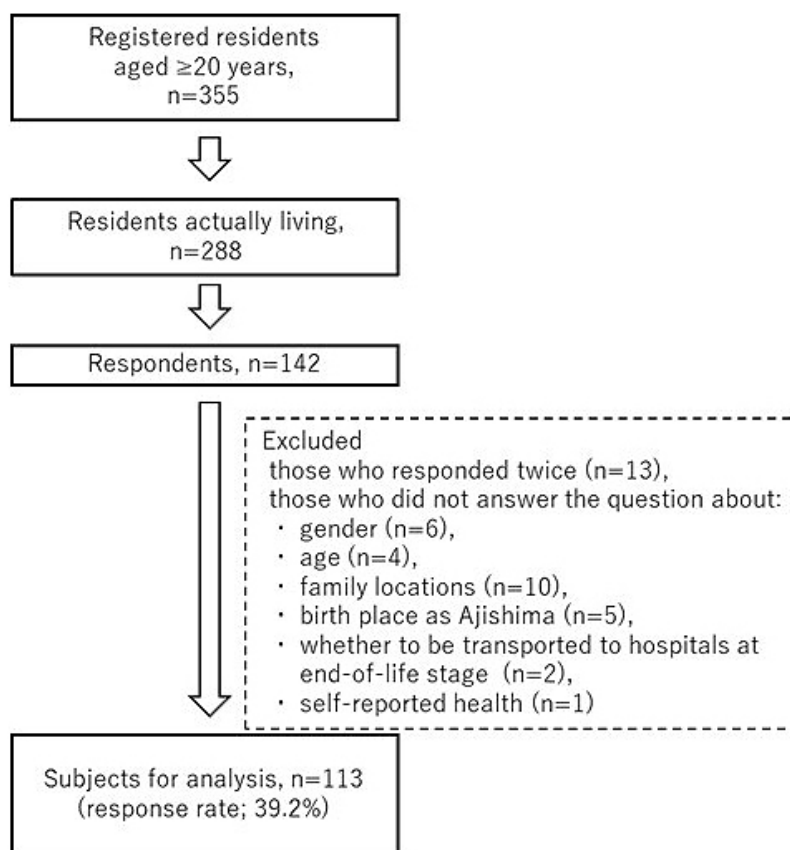 Registered residents
aged ≥20 years,
n=355
Residents actually living,
n=288
Respondents, n=142
Excluded
those who responded twice (n=13),
those who did not answer the question about:
・ gender (n=6),
・ age (n=4),
・ family locations (n=10),
・ birth place as Ajishima (n=5),
・ whether to be transported to hospitals at
end-of-life stage (n=2),
・ self-reported health (n=1)
Subjects for analysis, n=113
(response rate; 39.2%)